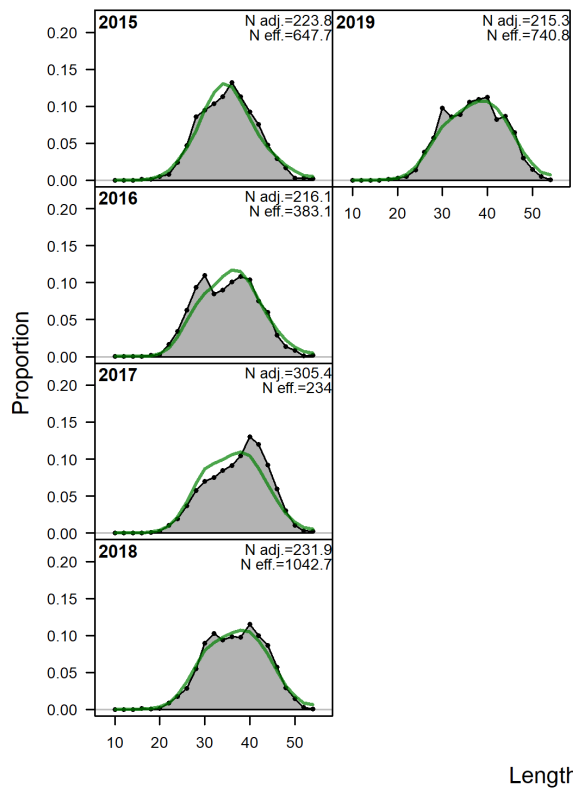 2015
N adj.=223.8
N eff.=647.7
0.20
0.15
0.10
0.05
0.00
2019
N adj.=215.3
N eff.=740.8
10 20 30 40 50
2016
N adj.=216.1
N eff.=383.1
0.20
0.15
0.10
0.05
0.00
2017
N adj.=305.4
N eff.=234
0.20
0.15
0.10
0.05
0.00
2018
N adj.=231.9
N eff.=1042.7
0.20
0.15
0.10
0.05
0.00
10 20 30 40 50
Proportion
Length